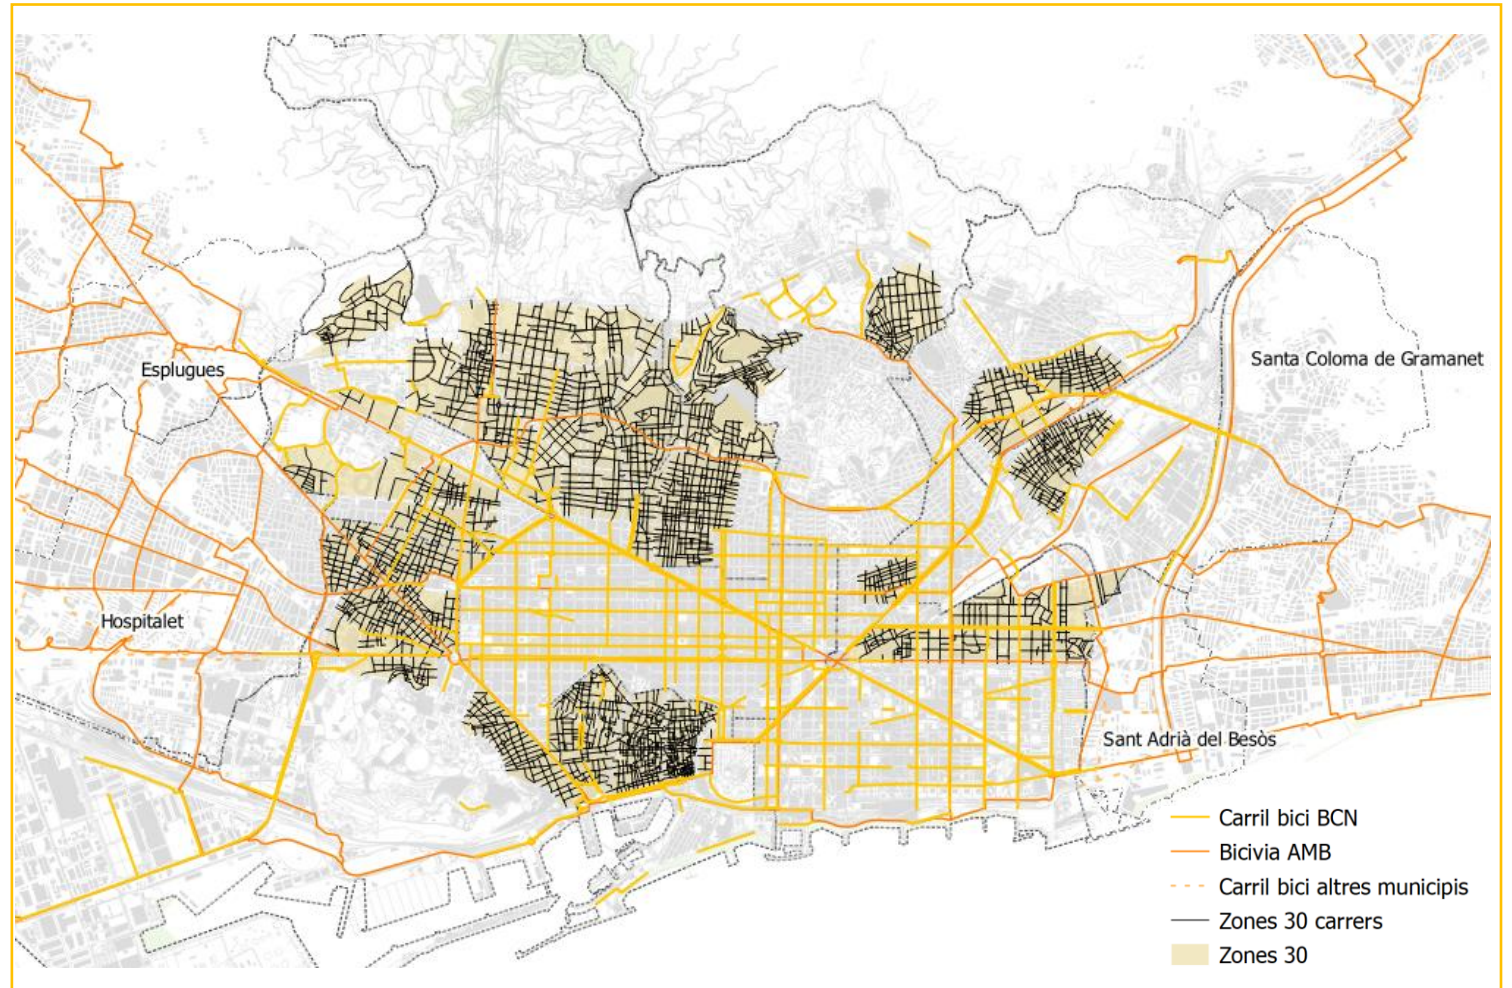 Esplugues
Santa Coloma de Gramanet
Hospitalet
Sant Adrià del Besòs
Carril bici BCN
Bicivia AMB
Carril bici altres municipis
Zones 30 carrers
Zones 30